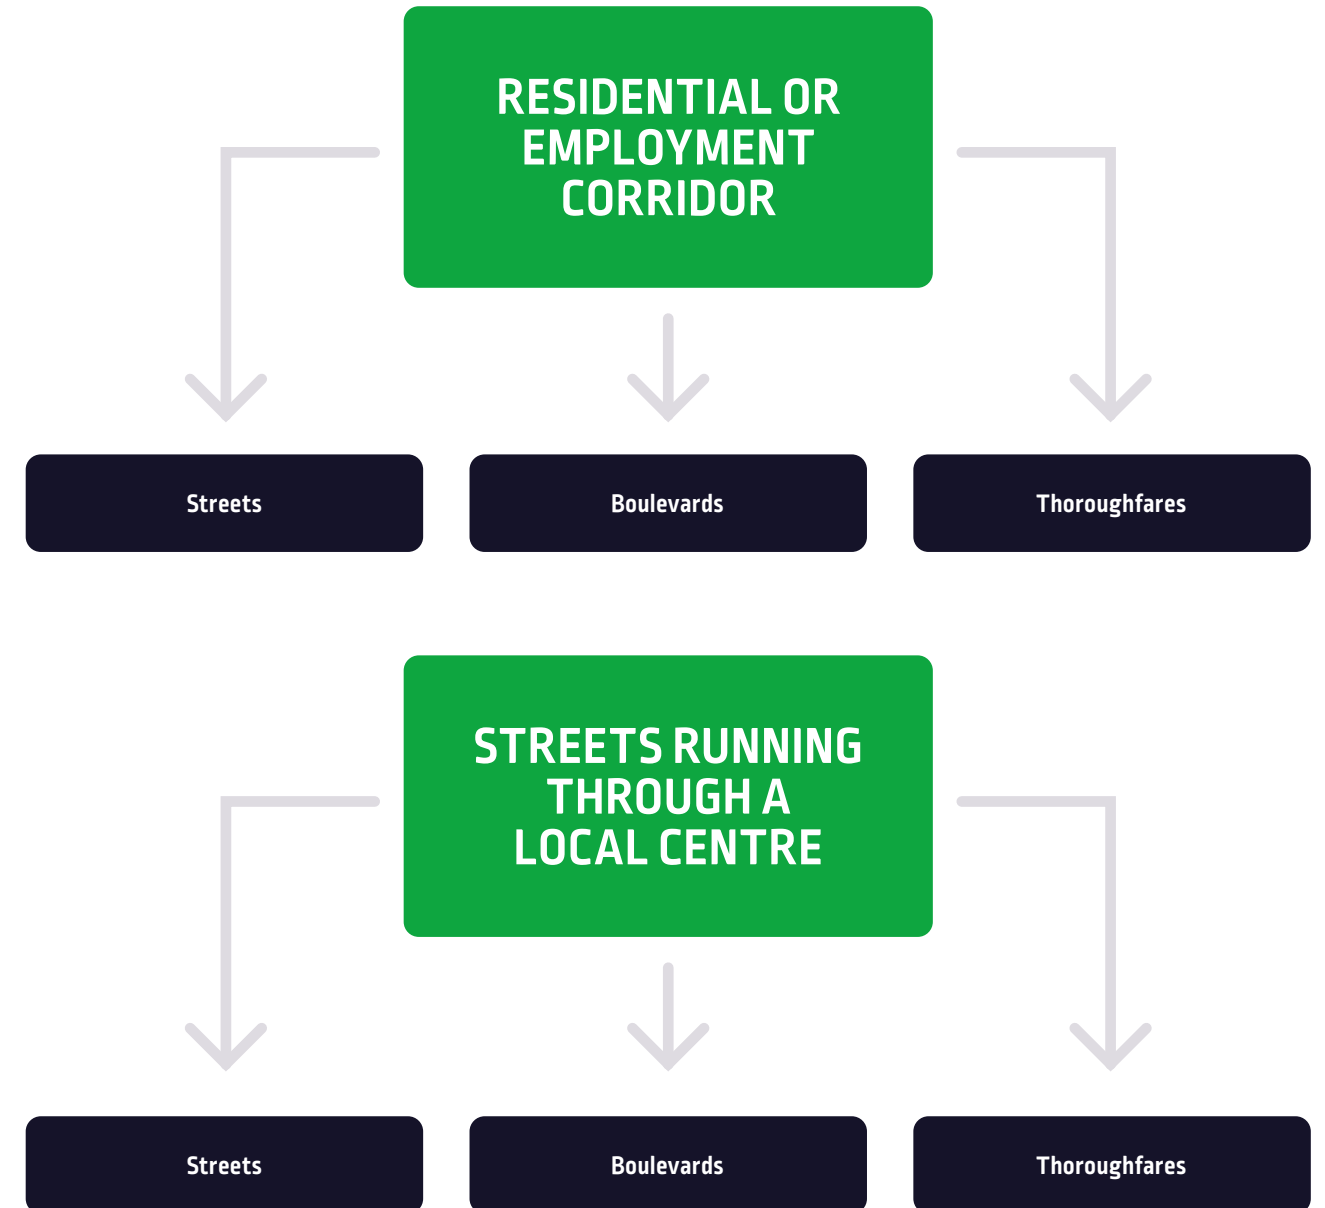 RESIDENTIAL OR
EMPLOYMENT
CORRIDOR
Streets
Boulevards
Thoroughfares
STREETS RUNNING
THROUGH A
LOCAL CENTRE
Streets
Boulevards
Thoroughfares